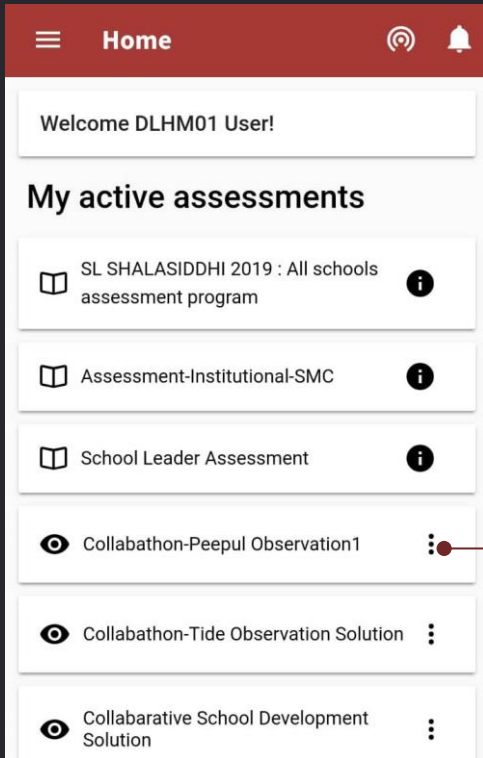 Home
Welcome DLHM01 User!
My active assessments
SL SHALASIDDHI 2019 : All schools
assessment program
Assessment-Institutional-SMC
School Leader Assessment
Collabathon-Peepul Observation1
Collabathon-Tide Observation Solution
Collabarative School Development
Solution